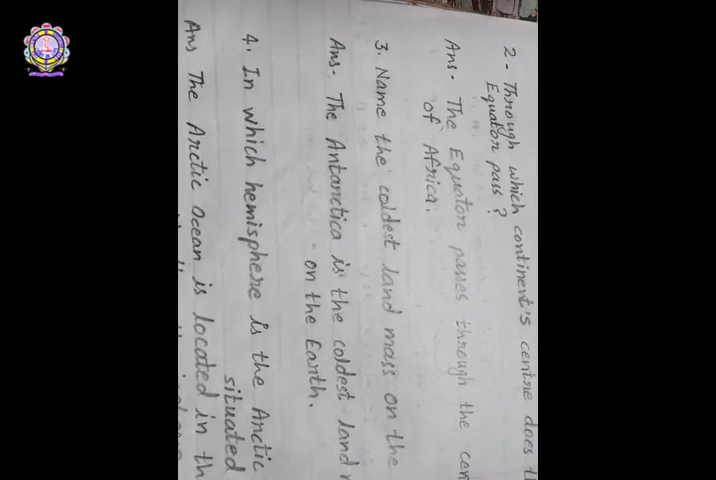 2- Through which continent's centre does
Equator pass?
Ans. The Equator passes through the
of Africa.
3. Name the coldest land mass on the
Ans. The Antarctica is the coldest land
on the Earth.
4. In which hemisphere is the Arctic
situated
Ans The Arctic Ocean is located in